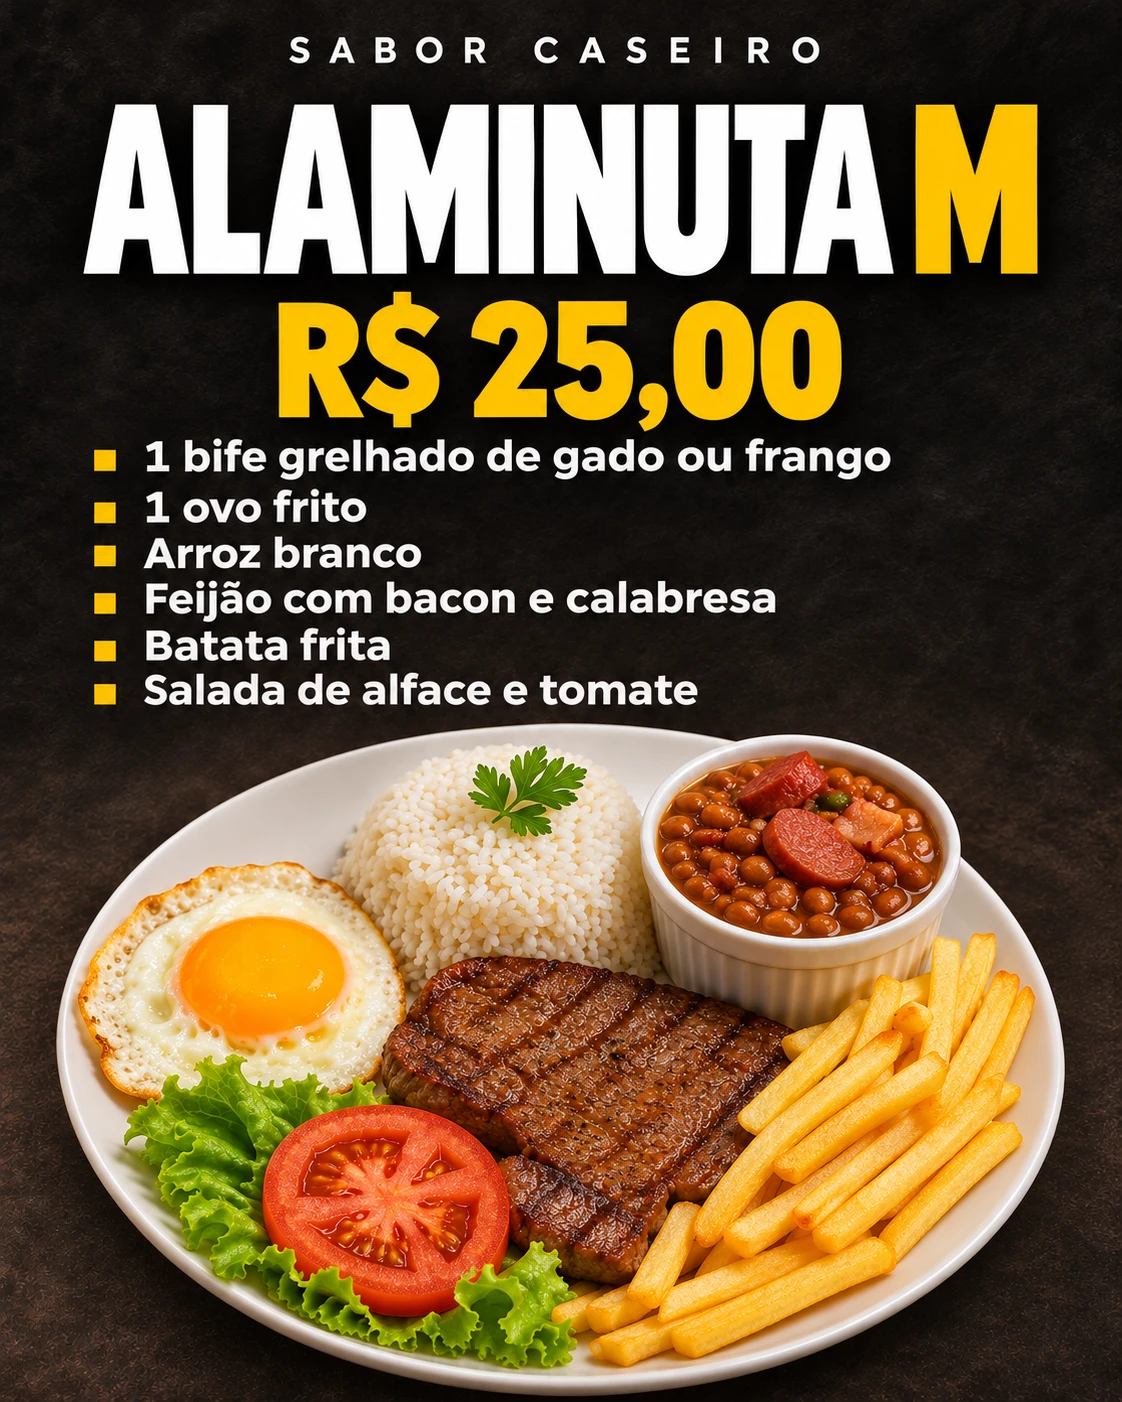 SABOR CASEIRO
ALAMINUTA M
R$ 25,00
1 bife grelhado de gado ou frango
1 ovo frito
Arroz branco
Feijão com bacon e calabresa
Batata frita
Salada de alface e tomate